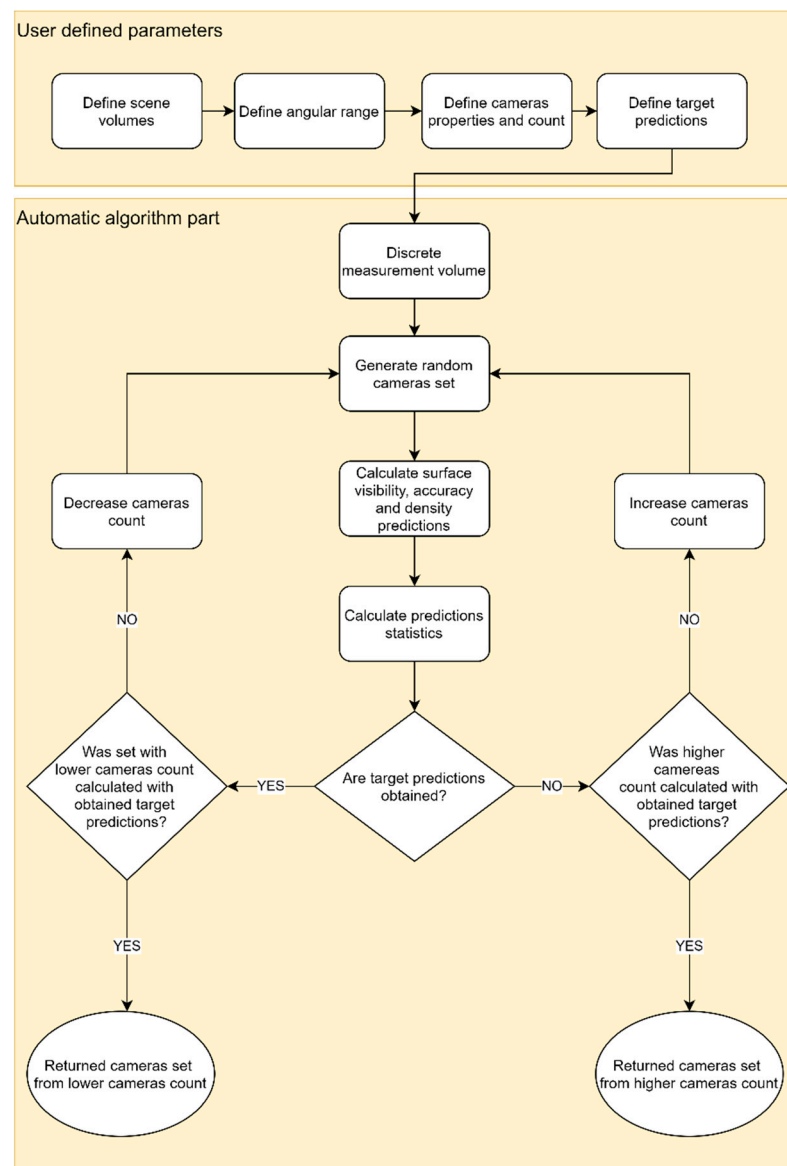 User defined parameters
Define scene
volumes
Define angular range
Define cameras
properties and count
Define target
predictions
Automatic algorithm part
Discrete
measurement volume
Generate random
cameras set
Decrease cameras
count
Calculate surface
visibility, accuracy
and density
predictions
Increase cameras
count
NO
Calculate predictions
statistics
NO
Was set with
lower cameras count
calculated with
obtained target
predictions?
YES
Are target predictions
obtained?
NO
Was higher
camereas
count calculated with
obtained target
predictions?
YES
YES
Returned cameras set
from lower cameras count
Returned cameras set
from higher cameras count